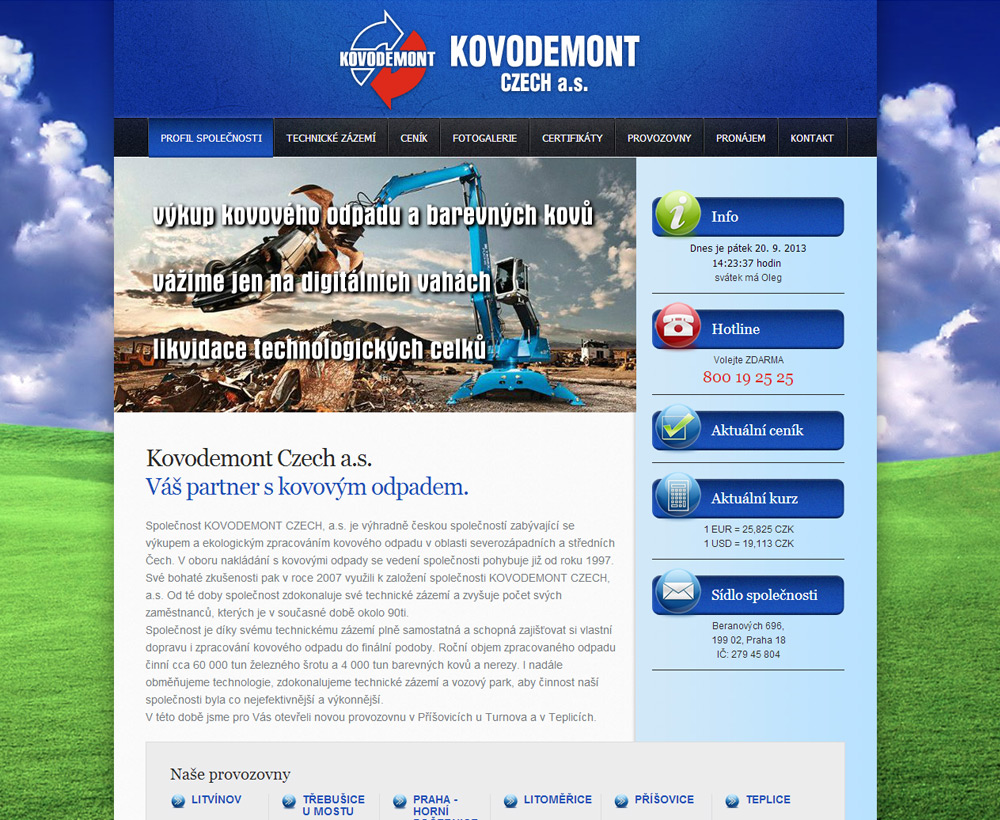 KOVODEMONT
KOVODEMONT
CZECH a.s.
PROFIL SPOLEČNOSTI
TECHNICKÉ ZÁZEMÍ
CENÍK
FOTOGALERIE
CERTIFIKÁTY
PROVOZOVNY
PRONÁJEM
KONTAKT
výkup kovového odpadu a barevných kovů
vážíme jen na digitálních vahách
likvidace technologických celků
Kovodemont Czech a.s.
Váš partner s kovovým odpadem.
Společnost KOVODEMONT CZECH, a.s. je výhradně českou společností zabývající se
výkupem a ekologickým zpracováním kovového odpadu v oblasti severozápadních a středních
Čech. V oboru nakládání s kovovými odpady se vedení společnosti pohybuje již od roku 1997.
Své bohaté zkušenosti pak v roce 2007 využili k založení společnosti KOVODEMONT CZECH,
a.s. Od té doby společnost zdokonaluje své technické zázemí a zvyšuje počet svých
zaměstnanců, kterých je v současné době okolo 90ti.
Společnost je díky svému technickému zázemí plně samostatná a schopná zajišťovat si vlastní
dopravu i zpracování kovového odpadu do finální podoby. Roční objem zpracovaného odpadu
činní cca 60 000 tun železného šrotu a 4 000 tun barevných kovů a nerezy. I nadále
obměňujeme technologie, zdokonalujeme technické zázemí a vozový park, aby činnost naší
společnosti byla co nejefektivnější a výkonnější.
V této době jsme pro Vás otevřeli novou provozovnu v Příšovicích u Turnova a v Teplicích.
Info
Dnes je pátek 20. 9. 2013
14:23:37 hodin
svátek má Oleg
Hotline
Volejte ZDARMA
800 19 25 25
Aktuální ceník
Aktuální kurz
1 EUR = 25,825 CZK
1 USD = 19,113 CZK
Sídlo společnosti
Beranových 696,
199 02, Praha 18
IČ: 279 45 804
Naše provozovny
LITVÍNOV
TŘEBUŠICE
U MOSTU
PRAHA -
HORNÍ
LITOMĚŘICE
PŘÍŠOVICE
TEPLICE